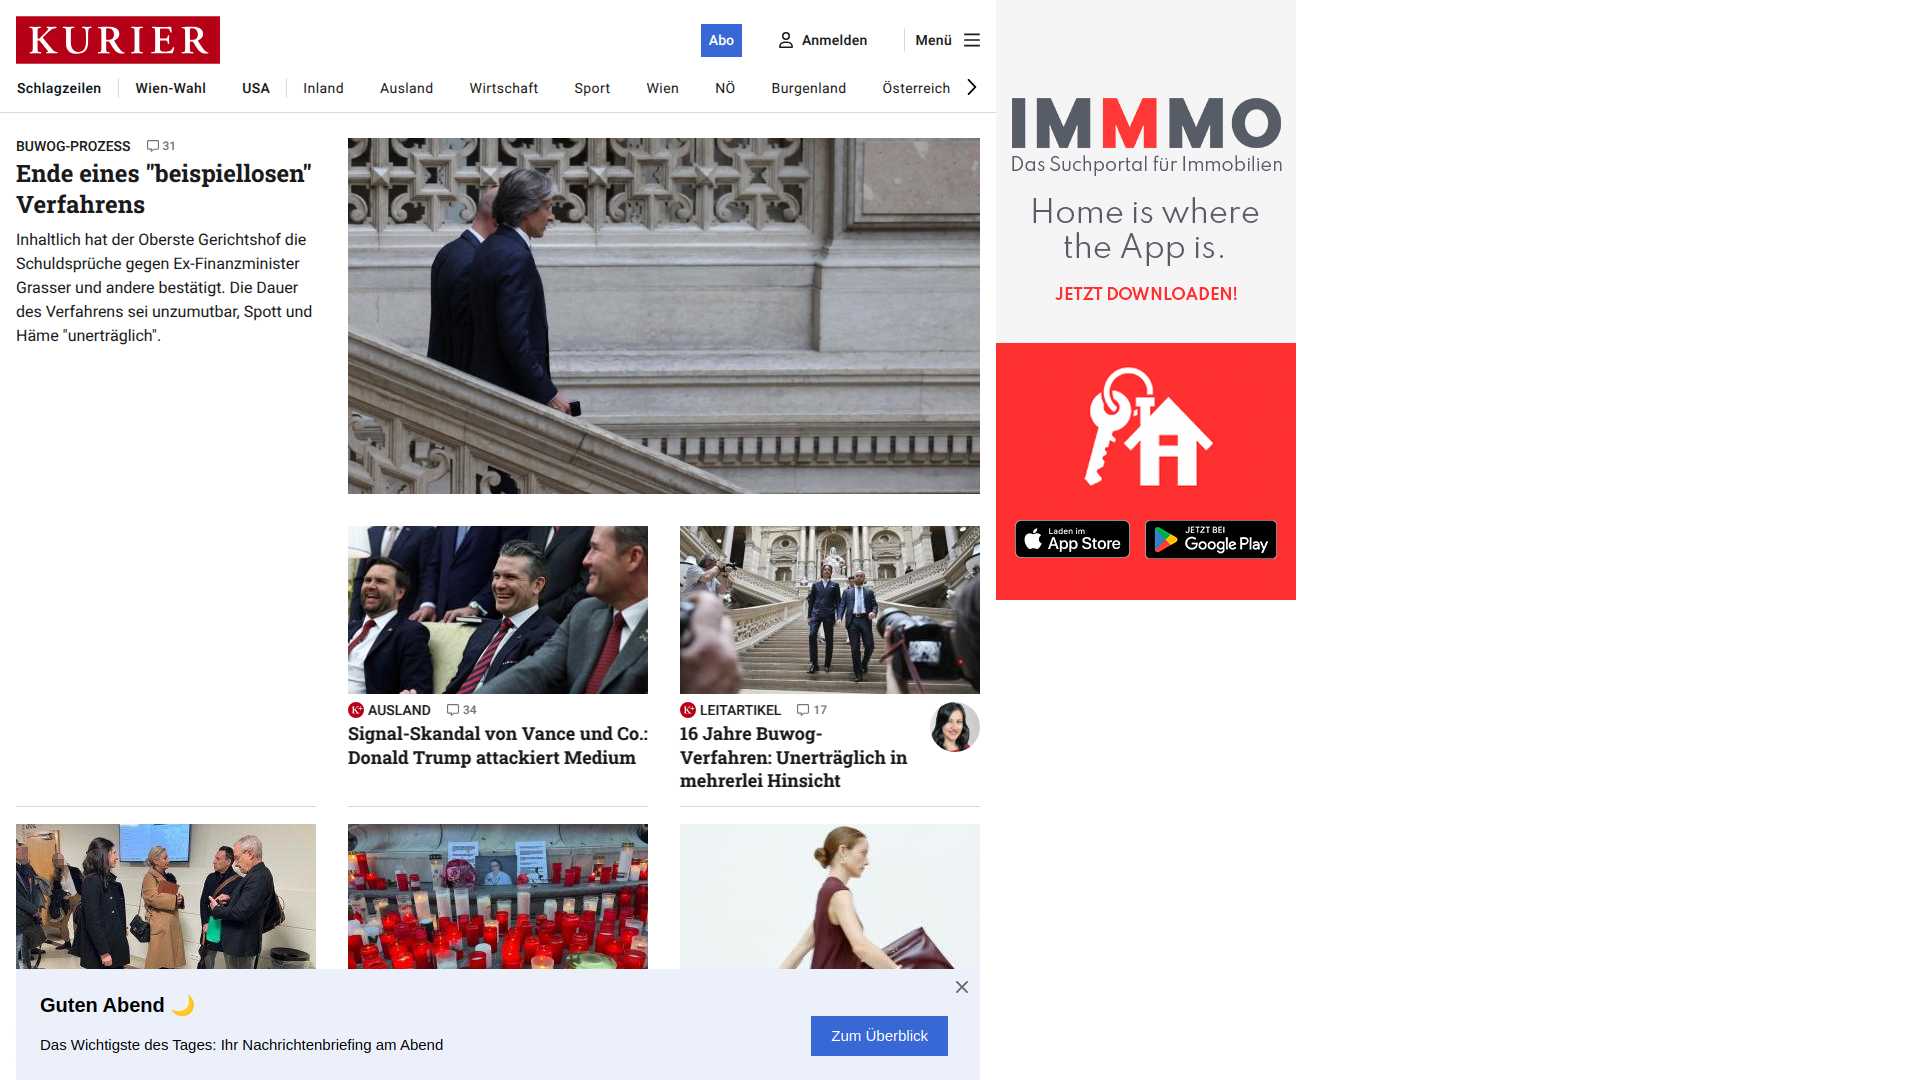 KURIER
Abo
Anmelden
Menü
Schlagzeilen
Wien-Wahl
USA
Inland
Ausland
Wirtschaft
Sport
Wien
NÖ
Burgenland
Österreich
BUWOG-PROZESS 31
Ende eines "beispiellosen"
Verfahrens
Inhaltlich hat der Oberste Gerichtshof die
Schuldsprüche gegen Ex-Finanzminister
Grasser und andere bestätigt. Die Dauer
des Verfahrens sei unzumutbar, Spott und
Häme "unerträglich".
K+ AUSLAND 34
Signal-Skandal von Vance und Co.:
Donald Trump attackiert Medium
K+ LEITARTIKEL 17
16 Jahre Buwog-
Verfahren: Unerträglich in
mehrerlei Hinsicht
Guten Abend
Das Wichtigste des Tages: Ihr Nachrichtenbriefing am Abend
Zum Überblick
IMMMO
Das Suchportal für Immobilien
Home is where
the App is.
JETZT DOWNLOADEN!
Laden im
App Store
JETZT BEI
Google Play